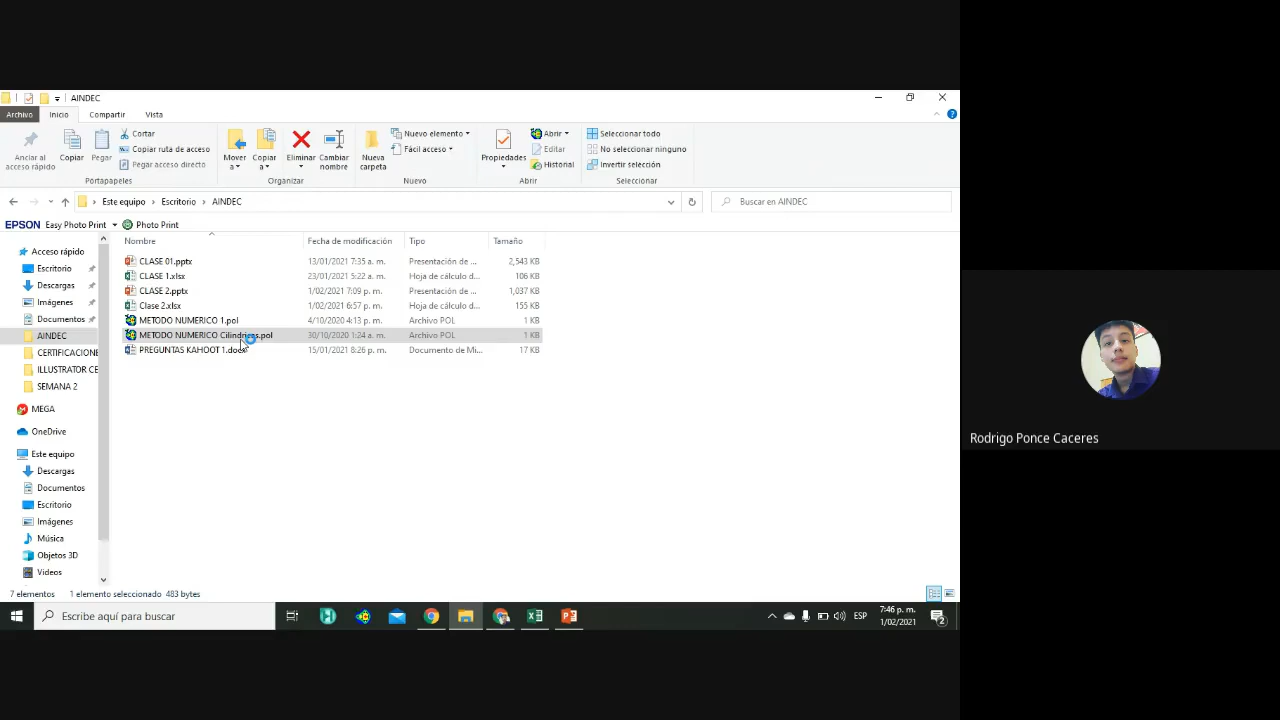 AINDEC
Archivo Inicio Compartir Vista
Anclar al acceso rápido
Copiar
Pegar
Cortar
Copiar ruta de acceso
Pegar acceso directo
Portapapeles
Mover a
Copiar a
Eliminar
Cambiar nombre
Organizar
Nueva carpeta
Nuevo elemento
Fácil acceso
Nuevo
Propiedades
Abrir
Editar
Historial
Abrir
Seleccionar todo
No seleccionar ninguno
Invertir selección
Seleccionar
Este equipo > Escritorio > AINDEC
Buscar en AINDEC
EPSON Easy Photo Print Photo Print
Nombre Fecha de modificación Tipo Tamaño
CLASE 01.pptx 13/01/2021 7:35 a. m. Presentación de ... 2,543 KB
CLASE 1.xlsx 23/01/2021 5:22 a. m. Hoja de cálculo d... 106 KB
CLASE 2.pptx 1/02/2021 7:09 p. m. Presentación de ... 1,037 KB
Clase 2.xlsx 1/02/2021 6:57 p. m. Hoja de cálculo d... 155 KB
METODO NUMERICO 1.pol 4/10/2020 4:13 p. m. Archivo POL 1 KB
METODO NUMERICO 30/10/2020 1:24 a. m. Archivo POL 1 KB
PREGUNTAS KAHOOT 1.docx 15/01/2021 8:26 p. m. Documento de Mi... 17 KB
Acceso rápido
Escritorio
Descargas
Imágenes
Documentos
AINDEC
CERTIFICACIONE
ILLUSTRATOR CE
SEMANA 2
MEGA
OneDrive
Este equipo
Descargas
Documentos
Escritorio
Imágenes
Música
Objetos 3D
Videos
7 elementos 1 elemento seleccionado 483 bytes
Escribe aquí para buscar
ESP
7:46 p. m.
1/02/2021
2
Rodrigo Ponce Caceres